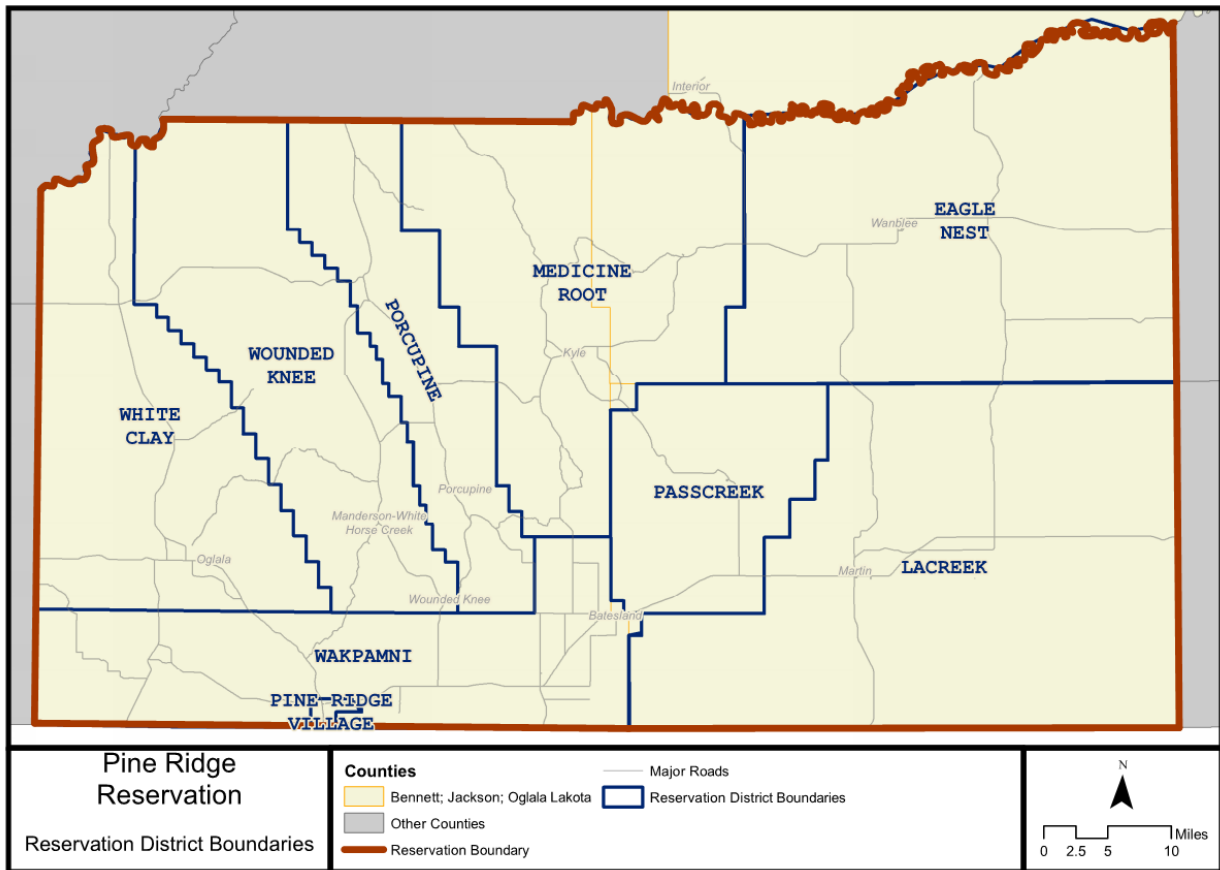 Interior
EAGLE
NEST
Wanblee
MEDICINE
ROOT
PORCUPINE
WOUNDED
KNEE
Kyle
WHITE
CLAY
PASSCREEK
Porcupine
Manderson-White
Horse Creek
Oglala
LACREEK
Martin
Wounded Knee
Batesland
WAKPAMNI
PINE RIDGE
VILLAGE
Pine Ridge
Reservation
Reservation District Boundaries
Counties
Bennett; Jackson; Oglala Lakota
Other Counties
Reservation Boundary
Major Roads
Reservation District Boundaries
N
Miles
0 2.5 5 10